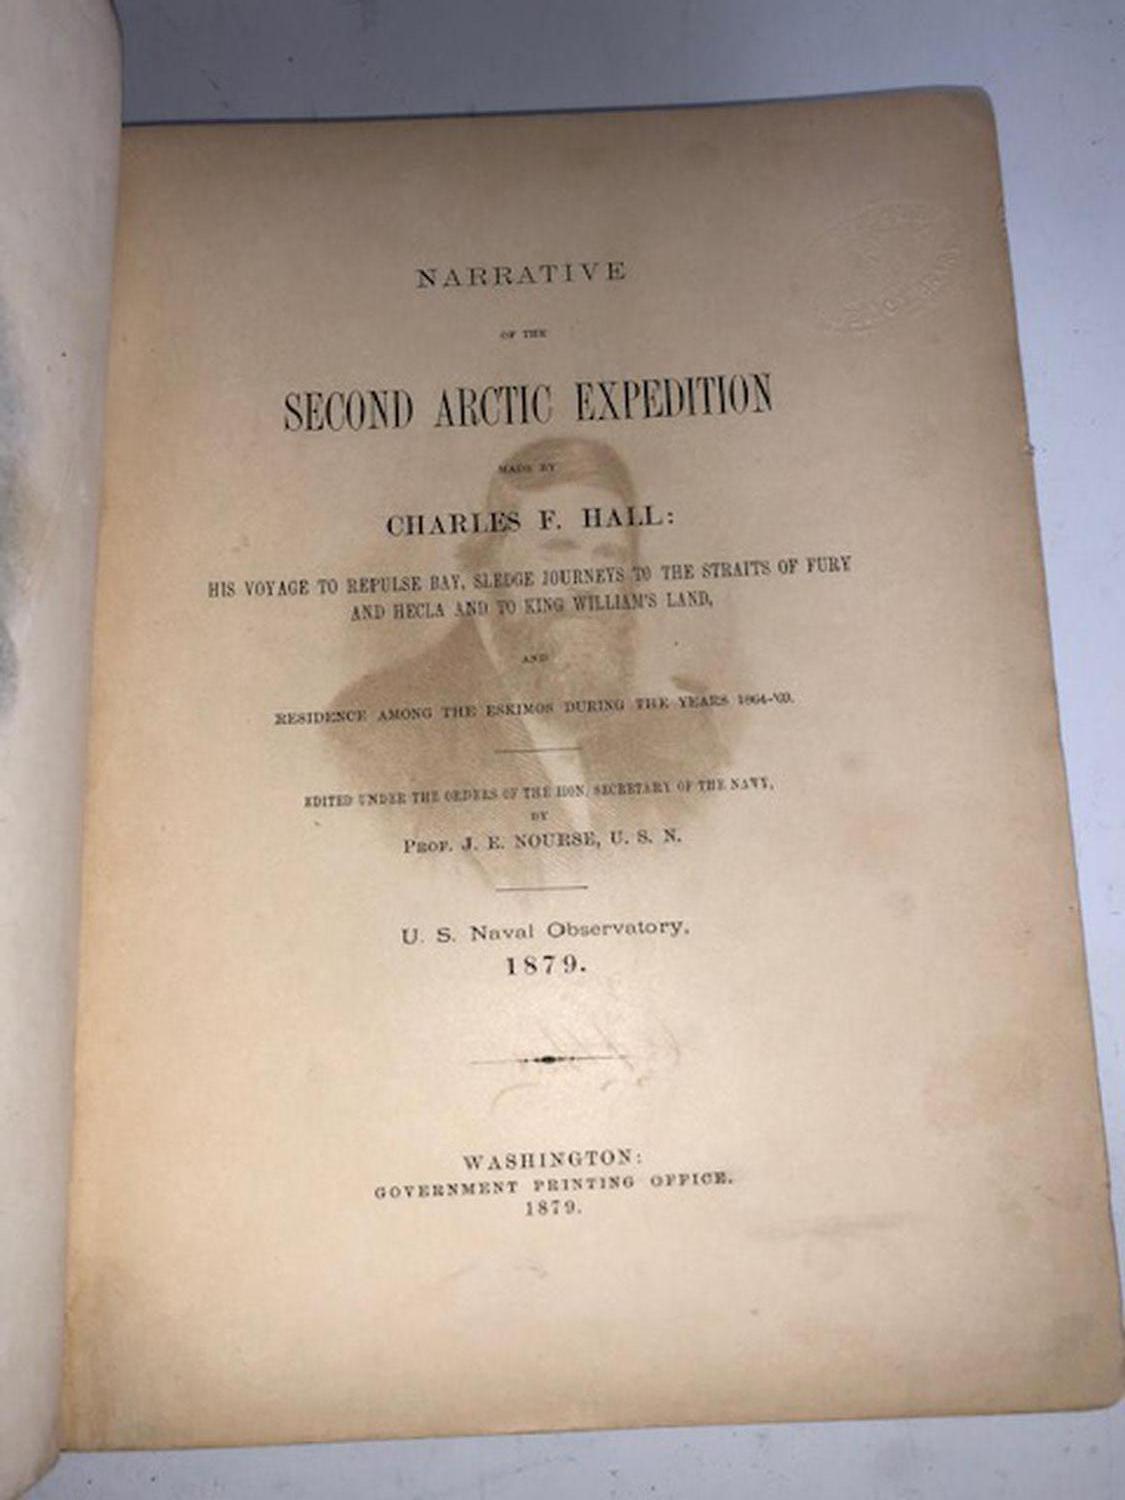 NARRATIVE
OF THE
SECOND ARCTIC EXPEDITION
MADE BY
CHARLES F. HALL:
HIS VOYAGE TO REPULSE BAY, SLEDGE JOURNEYS TO THE STRAITS OF FURY
AND HECLA AND TO KING WILLIAM'S LAND,
AND
RESIDENCE AMONG THE ESKIMOS DURING THE YEARS 1864-'69.
EDITED UNDER THE ORDERS OF THE HON. SECRETARY OF THE NAVY,
BY
PROF. J. E. NOURSE, U. S. N.
U. S. Naval Observatory,
1879.
WASHINGTON:
GOVERNMENT PRINTING OFFICE.
1879.